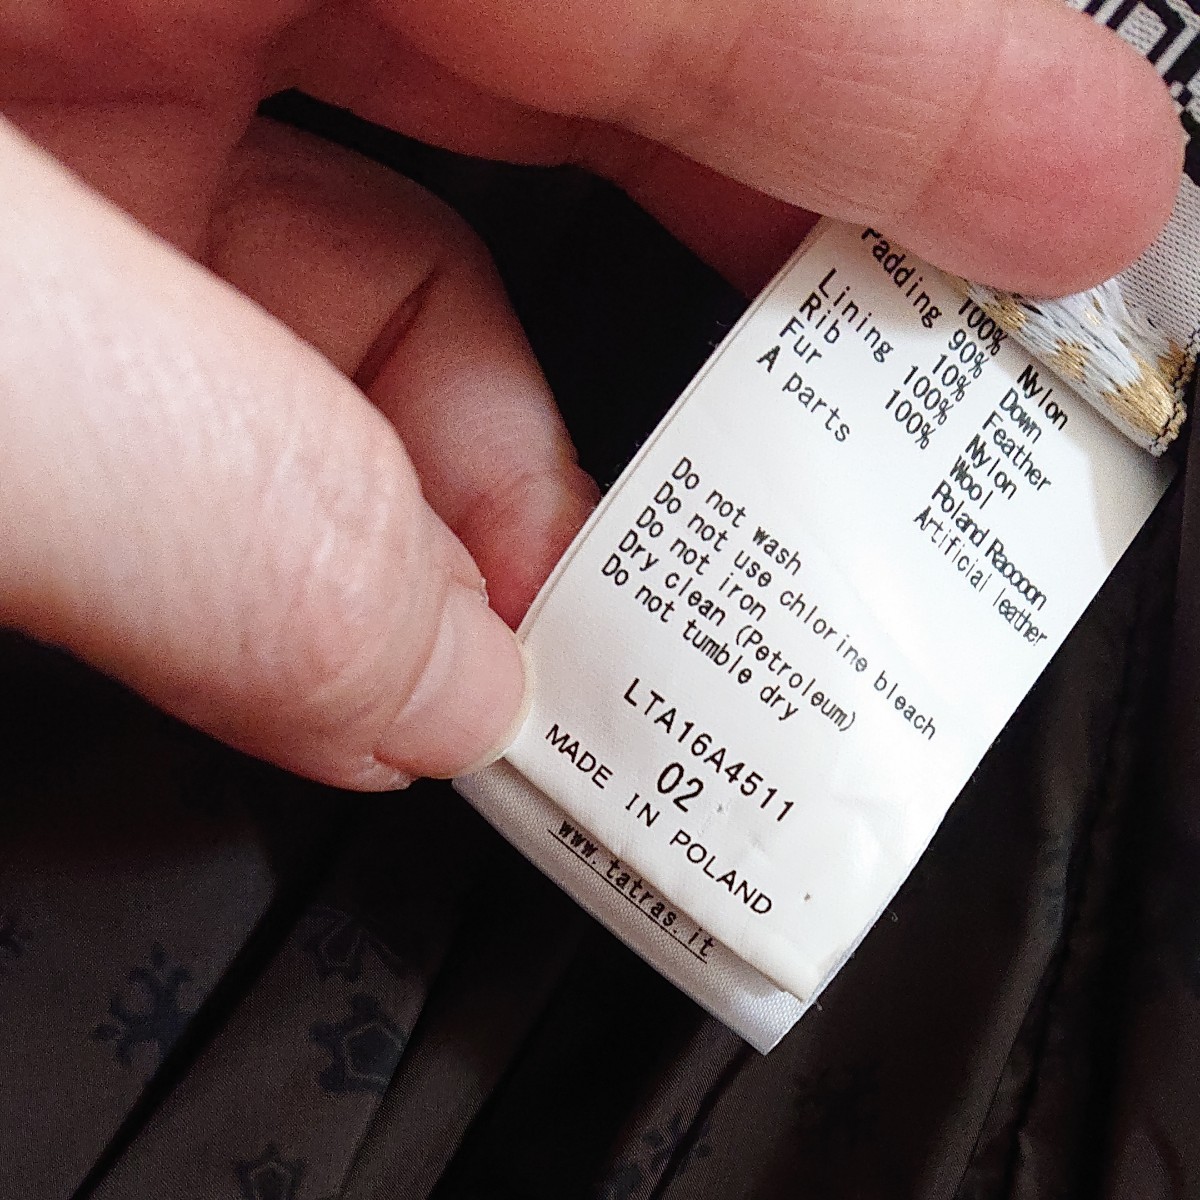 100% Nylon
Padding 90% Down
10% Feather
Lining 100% Nylon
Rib 100% Wool
Fur Poland Racoon
A parts Artificial leather
Do not wash
Do not use chlorine bleach
Do not iron
Dry clean (Petroleum)
Do not tumble dry
LTA16A4511
02
MADE IN POLAND
www.tatras.it